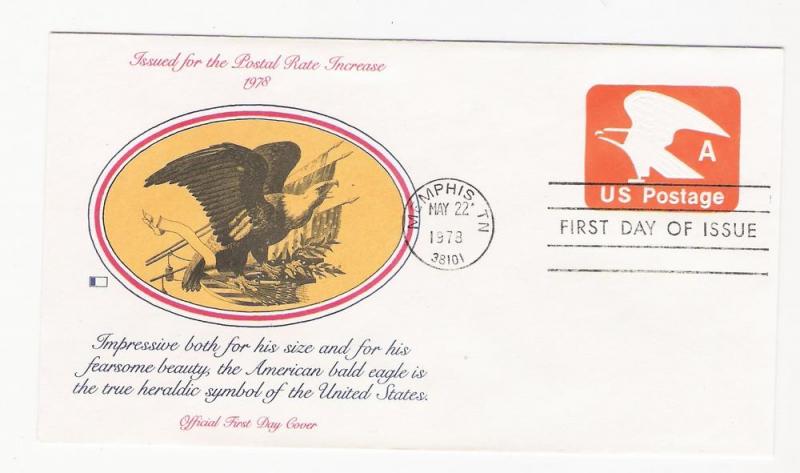 Issued for the Postal Rate Increase
1978
A
US Postage
MEMPHIS, TN
MAY 22
1978
38101
FIRST DAY OF ISSUE
Impressive both for his size and for his
fearsome beauty, the American bald eagle is
the true heraldic symbol of the United States.
Official First Day Cover